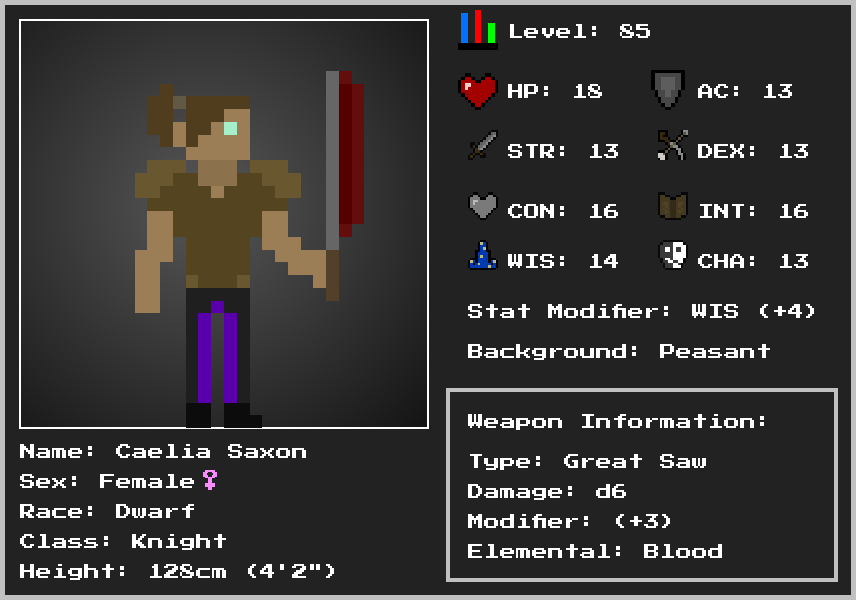 Level: 85
HP: 18
AC: 13
STR: 13
DEX: 13
CON: 16
INT: 16
WIS: 14
CHA: 13
Stat Modifier: WIS (+4)
Background: Peasant
Weapon Information:
Type: Great Saw
Damage: d6
Modifier: (+3)
Elemental: Blood
Name: Caelia Saxon
Sex: Female♀
Race: Dwarf
Class: Knight
Height: 128cm (4'2")